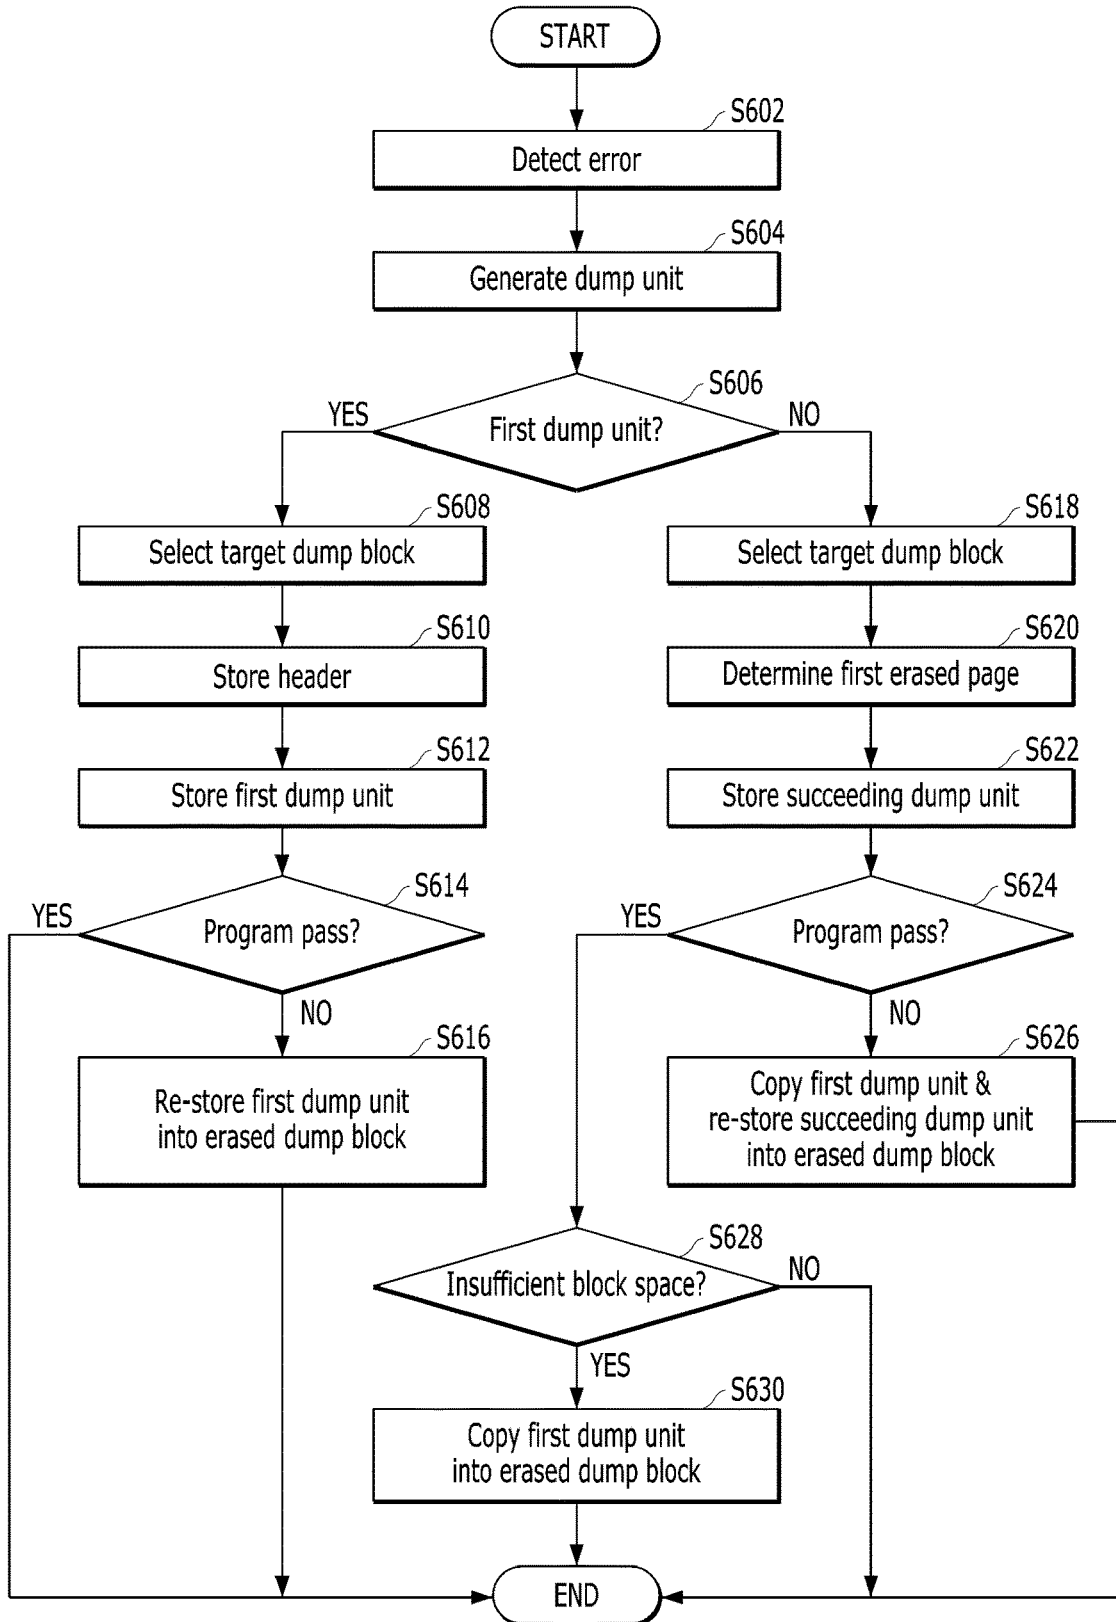 START
S602
Detect error
S604
Generate dump unit
S606
YES
First dump unit?
NO
S608
Select target dump block
S618
Select target dump block
S610
Store header
S620
Determine first erased page
S612
Store first dump unit
S622
Store succeeding dump unit
S614
YES
Program pass?
NO
S624
YES
Program pass?
NO
S616
Re-store first dump unit
into erased dump block
S626
Copy first dump unit &
re-store succeeding dump unit
into erased dump block
S628
Insufficient block space?
NO
YES
S630
Copy first dump unit
into erased dump block
END